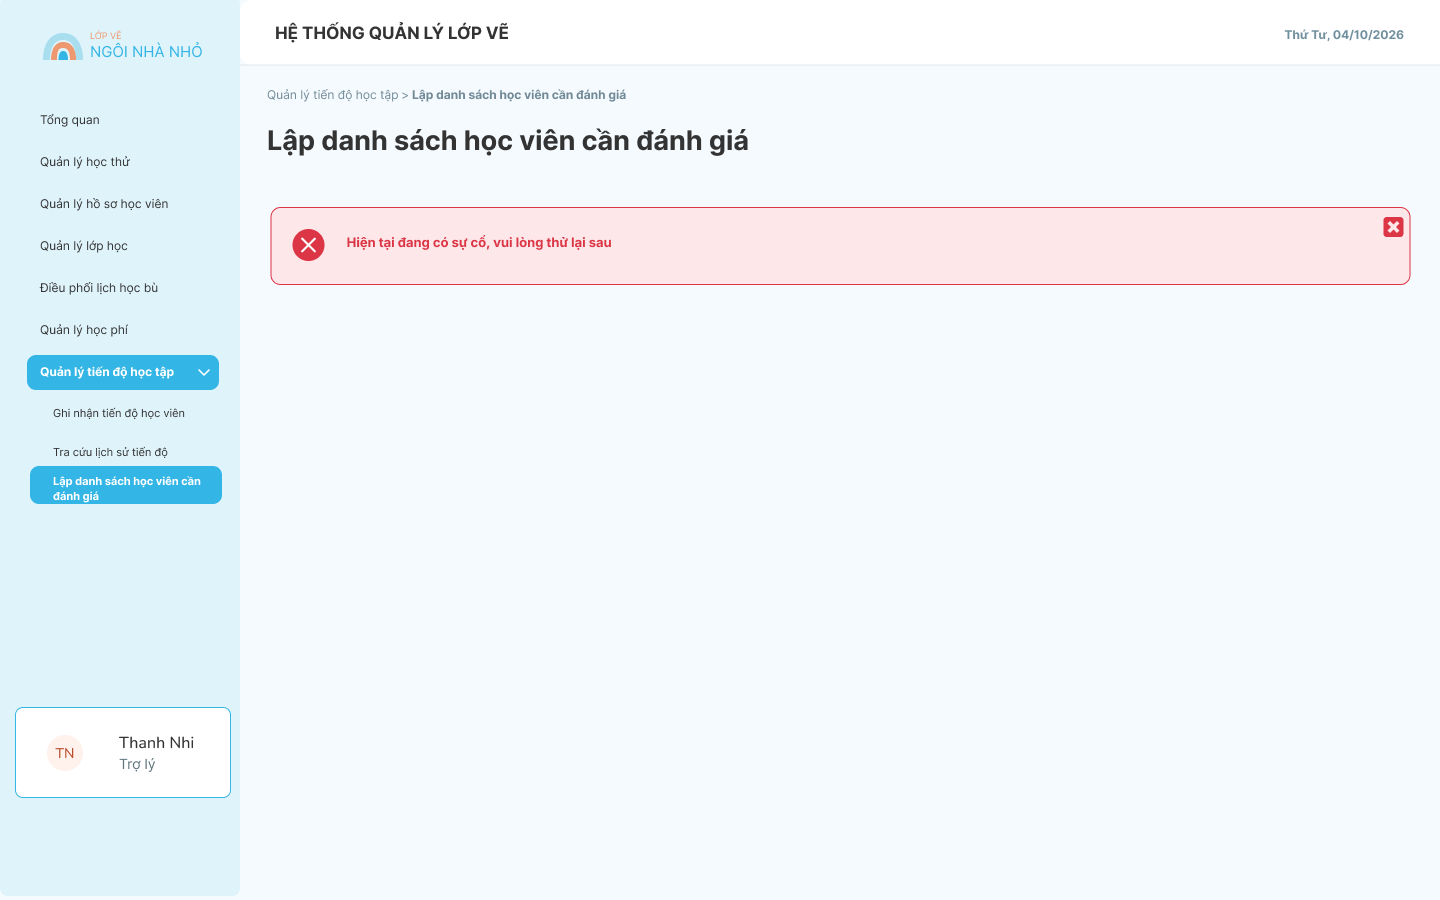 LỚP VẼ
NGÔI NHÀ NHỎ
HỆ THỐNG QUẢN LÝ LỚP VẼ
Thứ Tư, 04/10/2026
Tổng quan
Quản lý học thử
Quản lý hồ sơ học viên
Quản lý lớp học
Điều phối lịch học bù
Quản lý học phí
Quản lý tiến độ học tập
Ghi nhận tiến độ học viên
Tra cứu lịch sử tiến độ
Lập danh sách học viên cần
đánh giá
TN
Thanh Nhi
Trợ lý
Quản lý tiến độ học tập > Lập danh sách học viên cần đánh giá
Lập danh sách học viên cần đánh giá
Hiện tại đang có sự cố, vui lòng thử lại sau